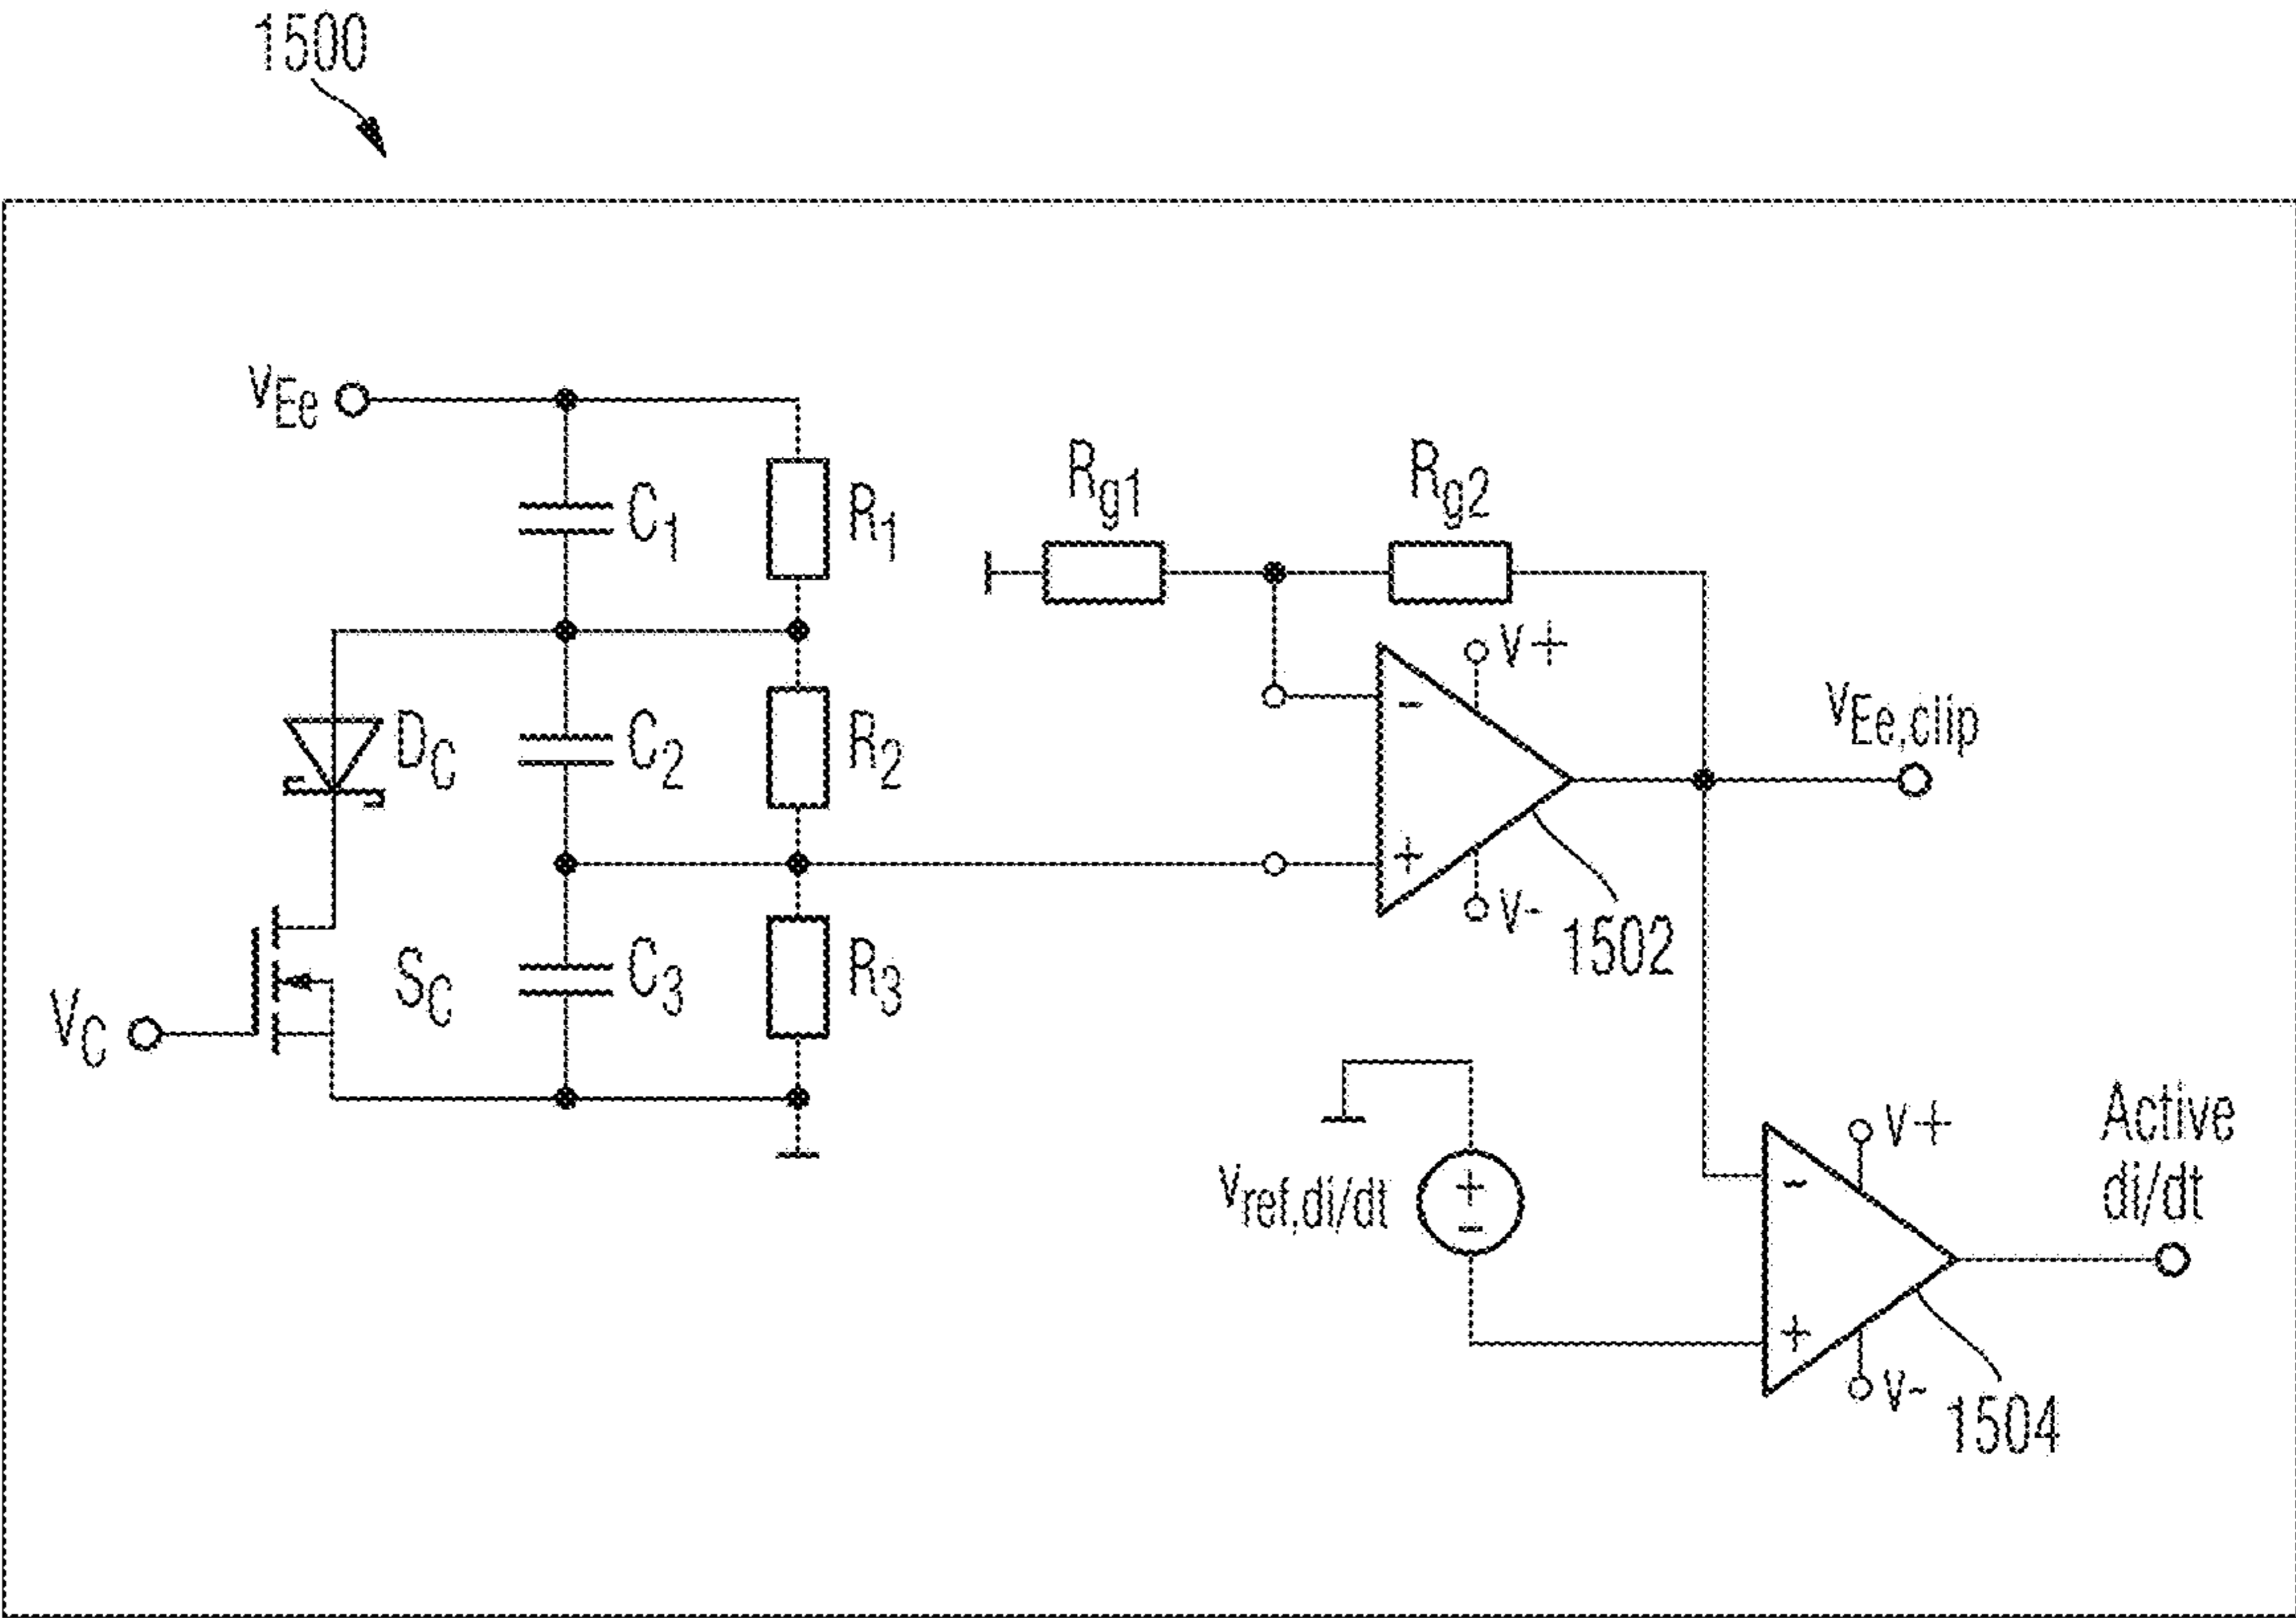 1500
vEe
C1
R1
Rg1
Rg2
V+
-
DC
C2
R2
vEe,clip
+
V-
1502
SC
C3
R3
VC
Active
di/dt
V+
-
vref,di/dt
+
-
+
V-
1504